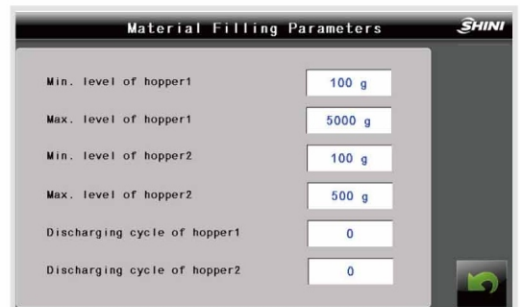 Material Filling Parameters
SHINI
Min. level of hopper1 100 g
Max. level of hopper1 5000 g
Min. level of hopper2 100 g
Max. level of hopper2 500 g
Discharging cycle of hopper1 0
Discharging cycle of hopper2 0